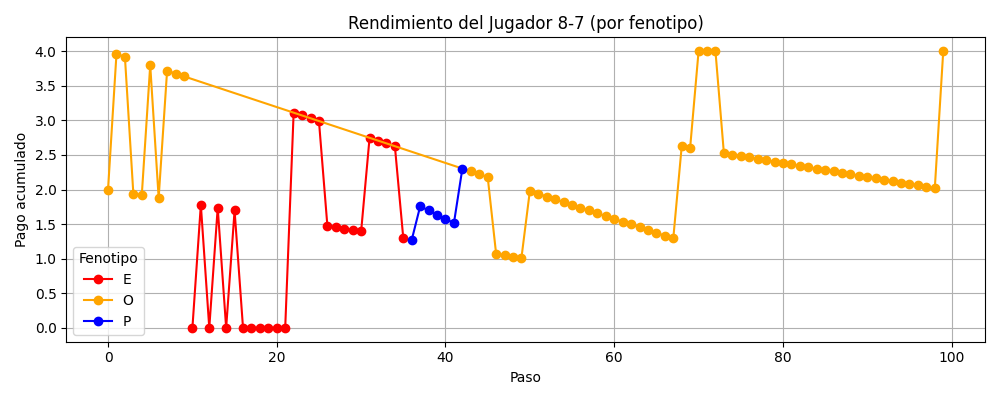 Rendimiento del Jugador 8-7 (por fenotipo)
Pago acumulado
4.0
3.5
3.0
2.5
2.0
1.5
1.0
0.5
0.0
Fenotipo
E
O
P
0 20 40 60 80 100
Paso